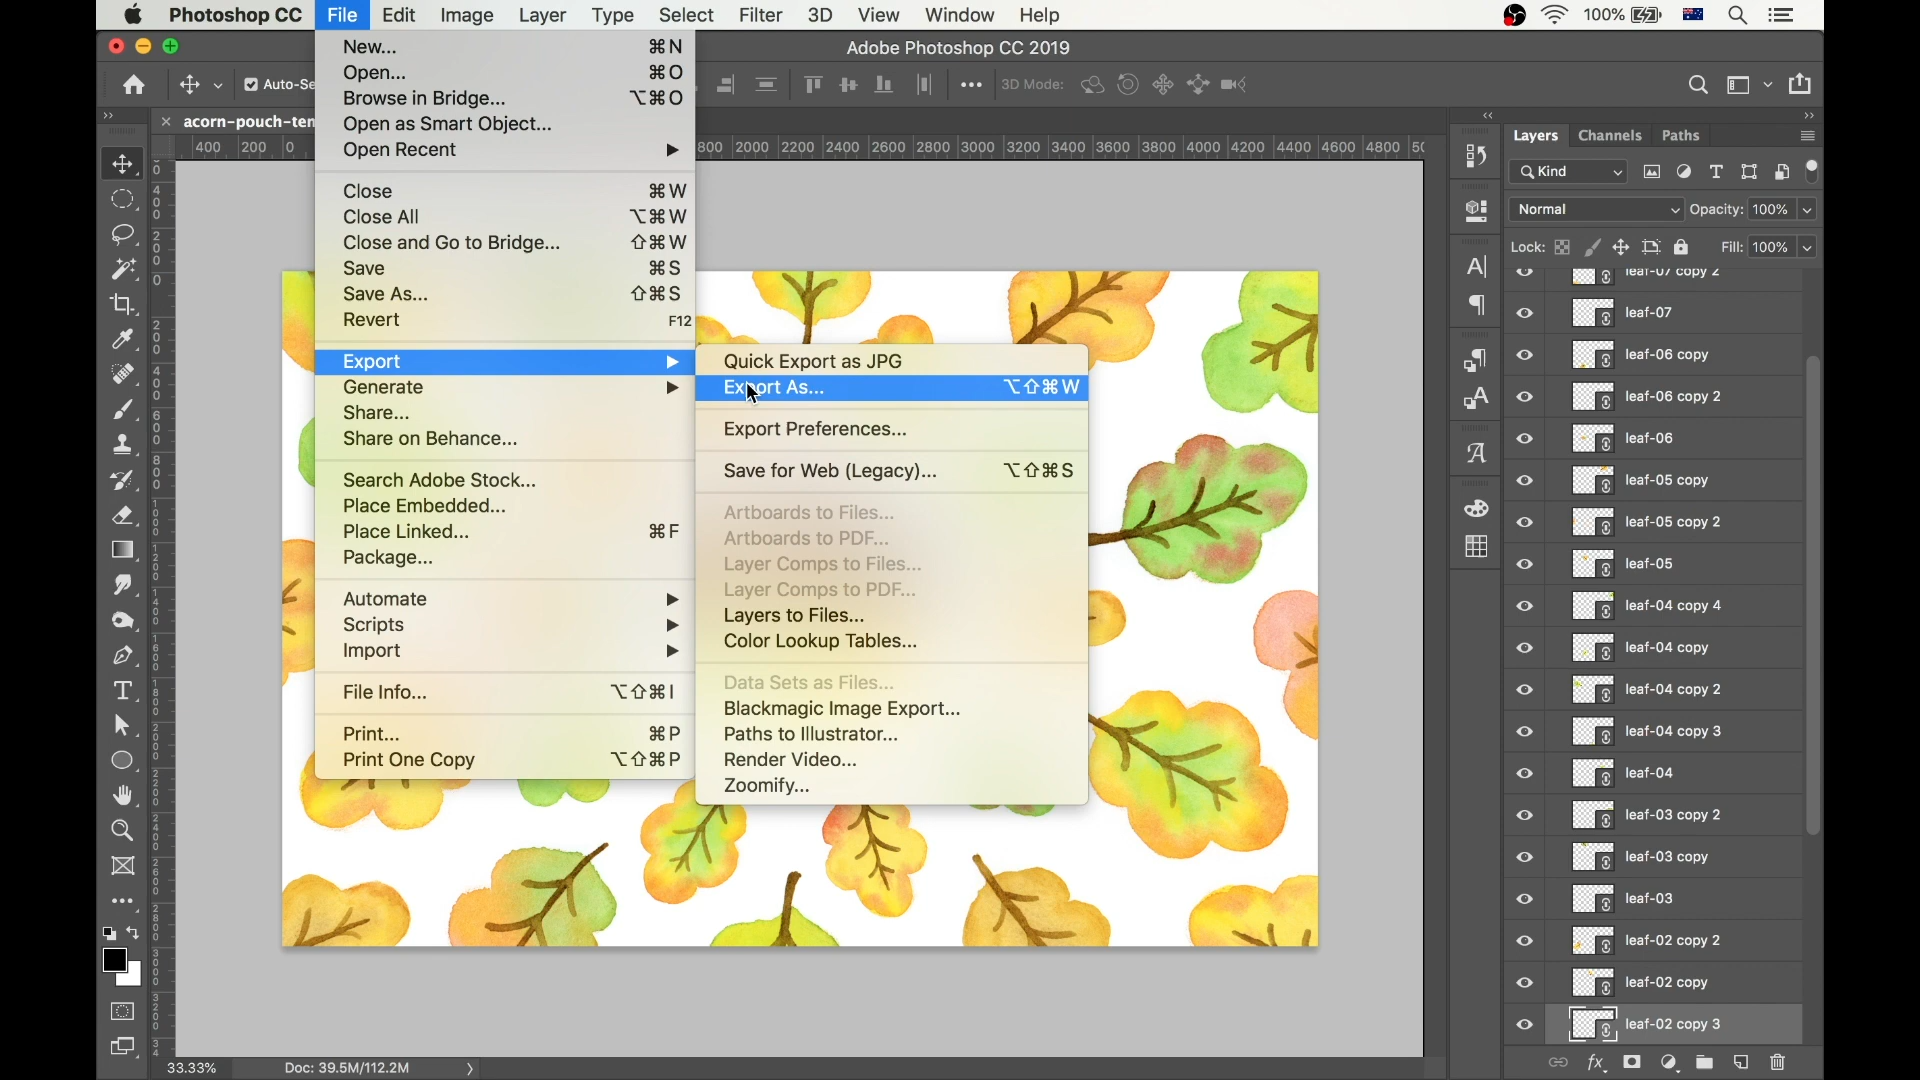 Photoshop CC File Edit Image Layer Type Select Filter 3D View Window Help 100%
Adobe Photoshop CC 2019
Auto-Se 3D Mode:
acorn-pouch-ten
400 200 0 800 2000 2200 2400 2600 2800 3000 3200 3400 3600 3800 4000 4200 4400 4600 4800
New... ⌘N
Open... ⌘O
Browse in Bridge... ⌥⌘O
Open as Smart Object...
Open Recent ▶
Close ⌘W
Close All ⌥⌘W
Close and Go to Bridge... ⇧⌘W
Save ⌘S
Save As... ⇧⌘S
Revert F12
Export ▶
Generate ▶
Share...
Share on Behance...
Search Adobe Stock...
Place Embedded...
Place Linked... ⌘F
Package...
Automate ▶
Scripts ▶
Import ▶
File Info... ⌥⇧⌘I
Print... ⌘P
Print One Copy ⌥⇧⌘P
Quick Export as JPG
Export As... ⌥⇧⌘W
Export Preferences...
Save for Web (Legacy)... ⌥⇧⌘S
Artboards to Files...
Artboards to PDF...
Layer Comps to Files...
Layer Comps to PDF...
Layers to Files...
Color Lookup Tables...
Data Sets as Files...
Blackmagic Image Export...
Paths to Illustrator...
Render Video...
Zoomify...
Layers Channels Paths
Kind
Normal Opacity: 100%
Lock: Fill: 100%
leaf-07 copy 2
leaf-07
leaf-06 copy
leaf-06 copy 2
leaf-06
leaf-05 copy
leaf-05 copy 2
leaf-05
leaf-04 copy 4
leaf-04 copy
leaf-04 copy 2
leaf-04 copy 3
leaf-04
leaf-03 copy 2
leaf-03 copy
leaf-03
leaf-02 copy 2
leaf-02 copy
leaf-02 copy 3
fx
33.33% Doc: 39.5M/112.2M